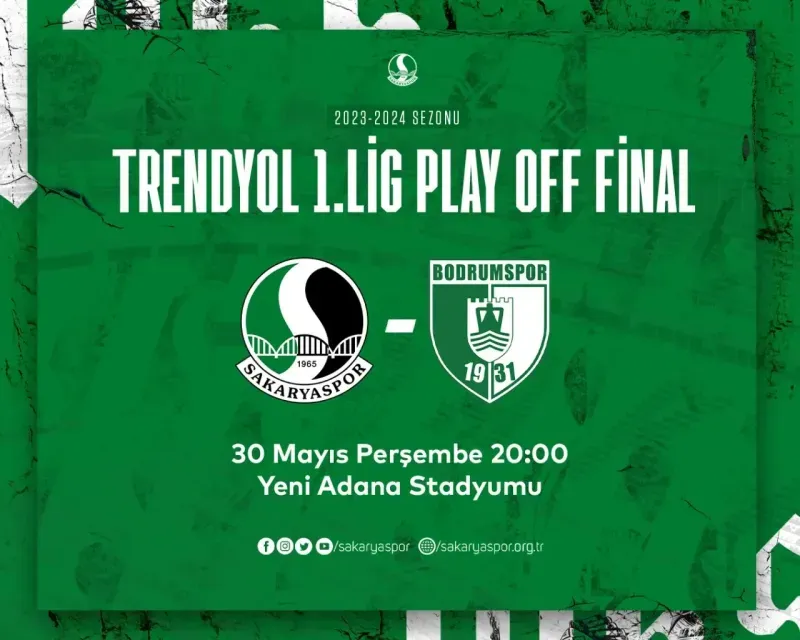 2023-2024 SEZONU
TRENDYOL 1.LİG PLAY OFF FİNAL
BODRUMSPOR
1965
SAKARYASPOR
19 31
30 Mayıs Perşembe 20:00
Yeni Adana Stadyumu
/sakaryaspor /sakaryaspor.org.tr